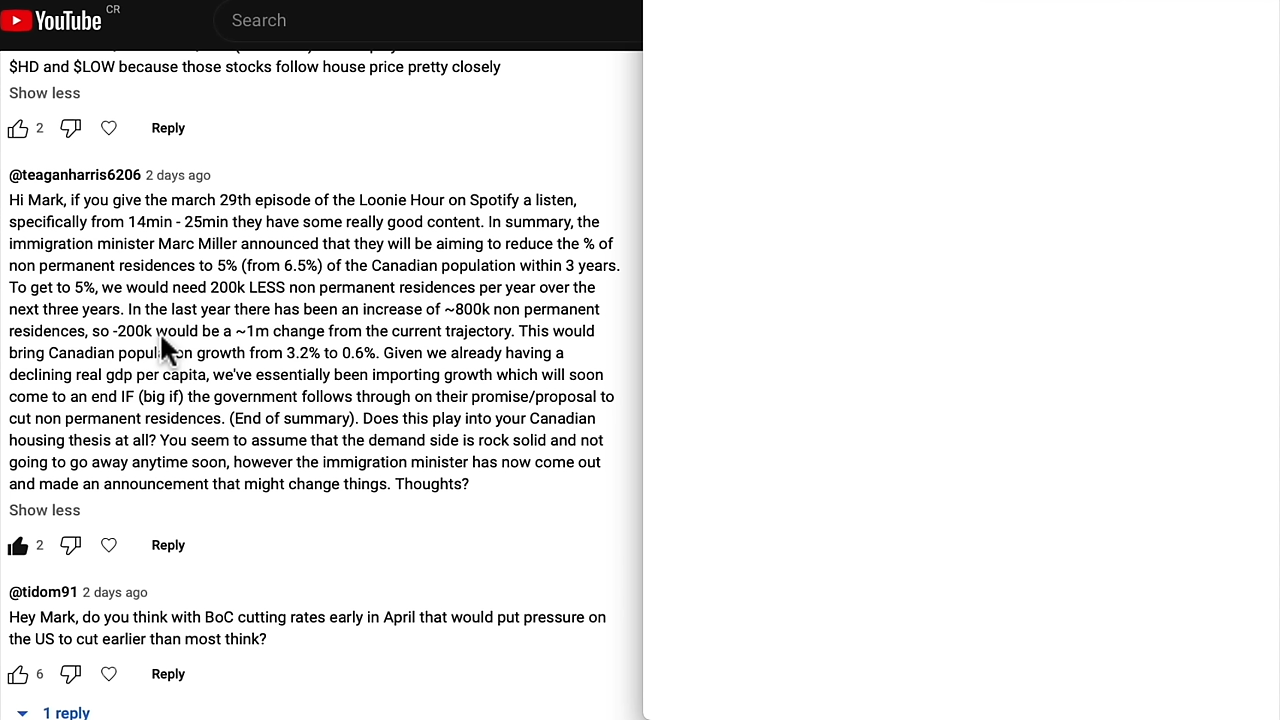 YouTube CR
Search
$HD and $LOW because those stocks follow house price pretty closely
Show less
2 Reply
@teaganharris6206 2 days ago
Hi Mark, if you give the march 29th episode of the Loonie Hour on Spotify a listen,
specifically from 14min - 25min they have some really good content. In summary, the
immigration minister Marc Miller announced that they will be aiming to reduce the % of
non permanent residences to 5% (from 6.5%) of the Canadian population within 3 years.
To get to 5%, we would need 200k LESS non permanent residences per year over the
next three years. In the last year there has been an increase of ~800k non permanent
residences, so -200k would be a ~1m change from the current trajectory. This would
bring Canadian population growth from 3.2% to 0.6%. Given we already having a
declining real gdp per capita, we've essentially been importing growth which will soon
come to an end IF (big if) the government follows through on their promise/proposal to
cut non permanent residences. (End of summary). Does this play into your Canadian
housing thesis at all? You seem to assume that the demand side is rock solid and not
going to go away anytime soon, however the immigration minister has now come out
and made an announcement that might change things. Thoughts?
Show less
2 Reply
@tidom91 2 days ago
Hey Mark, do you think with BoC cutting rates early in April that would put pressure on
the US to cut earlier than most think?
6 Reply
1 reply